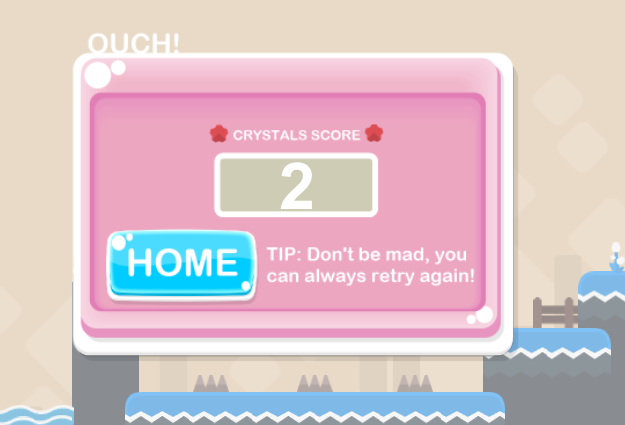 OUCH!
CRYSTALS SCORE
2
HOME
TIP: Don't be mad, you
can always retry again!